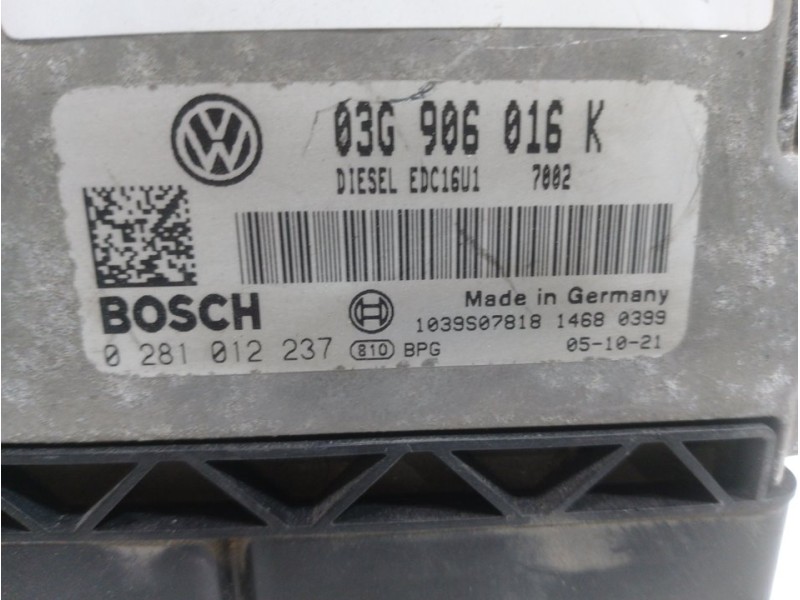 03G 906 016 K
DIESEL EDC16U1 7002
BOSCH
Made in Germany
1039S07818 1468 0399
0 281 012 237 810 BPG 05-10-21